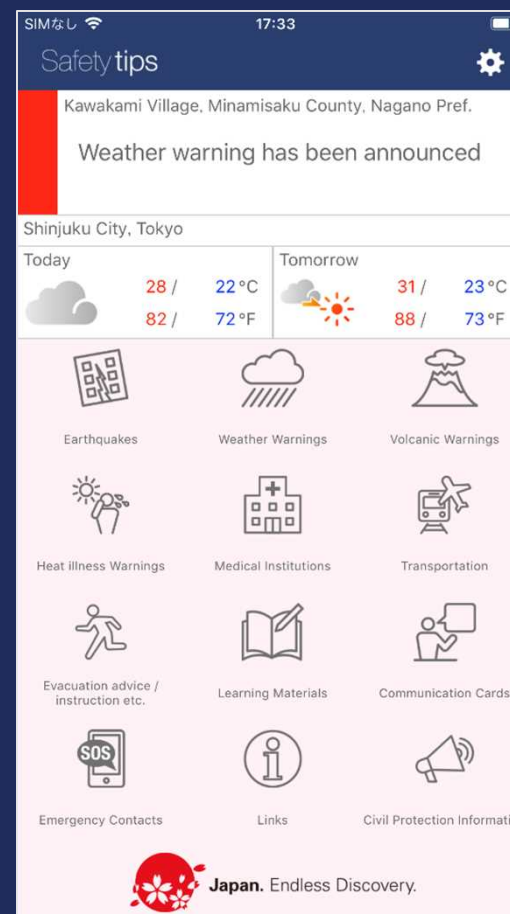 SIMなし 17:33
Safety tips
Kawakami Village, Minamisaku County, Nagano Pref.
Weather warning has been announced
Shinjuku City, Tokyo
Today Tomorrow
28 / 22 °C 31 / 23 °C
82 / 72 °F 88 / 73 °F
Earthquakes Weather Warnings Volcanic Warnings
Heat illness Warnings Medical Institutions Transportation
Evacuation advice /
instruction etc.
Learning Materials Communication Cards
SOS
Emergency Contacts Links Civil Protection Informati
Japan. Endless Discovery.